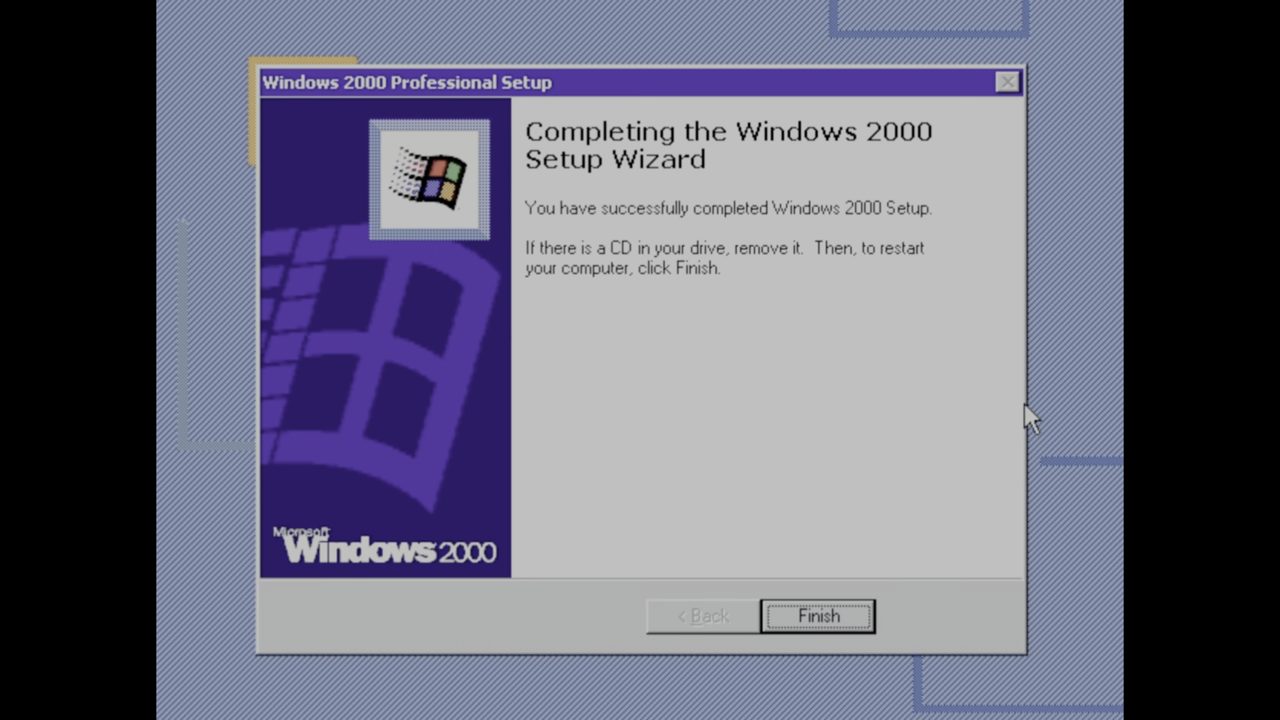 Windows 2000 Professional Setup
Completing the Windows 2000
Setup Wizard
You have successfully completed Windows 2000 Setup.
If there is a CD in your drive, remove it.  Then, to restart
your computer, click Finish.
Microsoft
Windows 2000
< Back
Finish